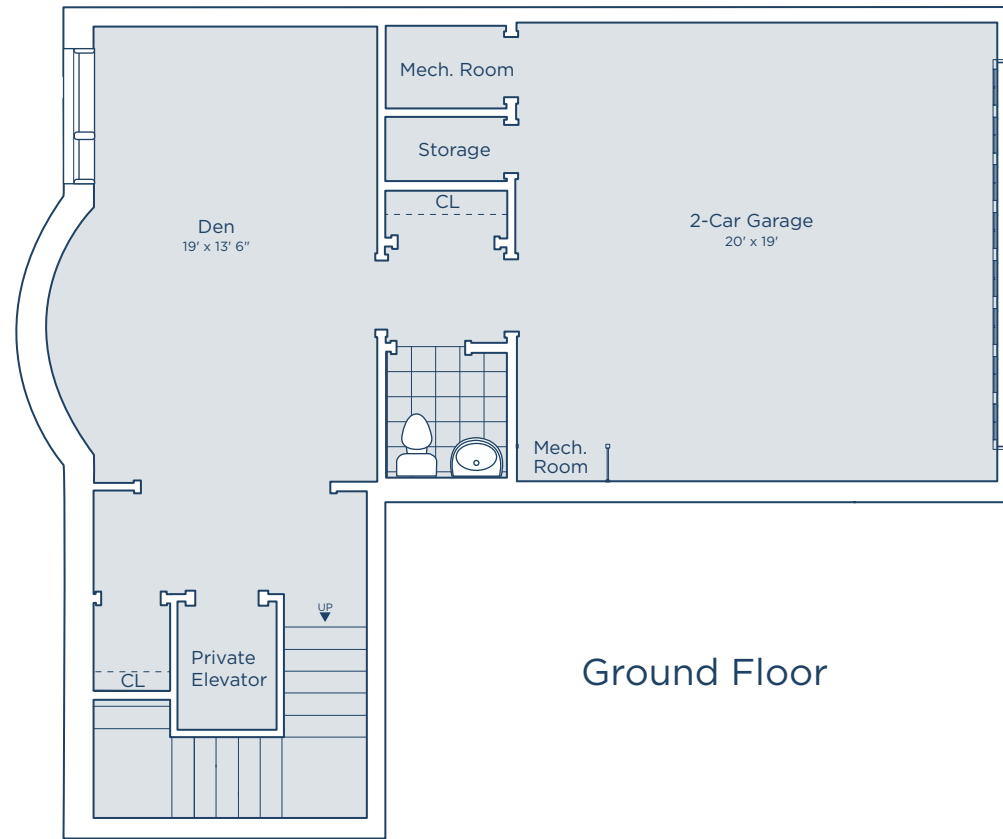 Mech. Room
Storage
CL
Den
19' x 13' 6"
2-Car Garage
20' x 19'
Mech.
Room
UP
Private
Elevator
CL
Ground Floor